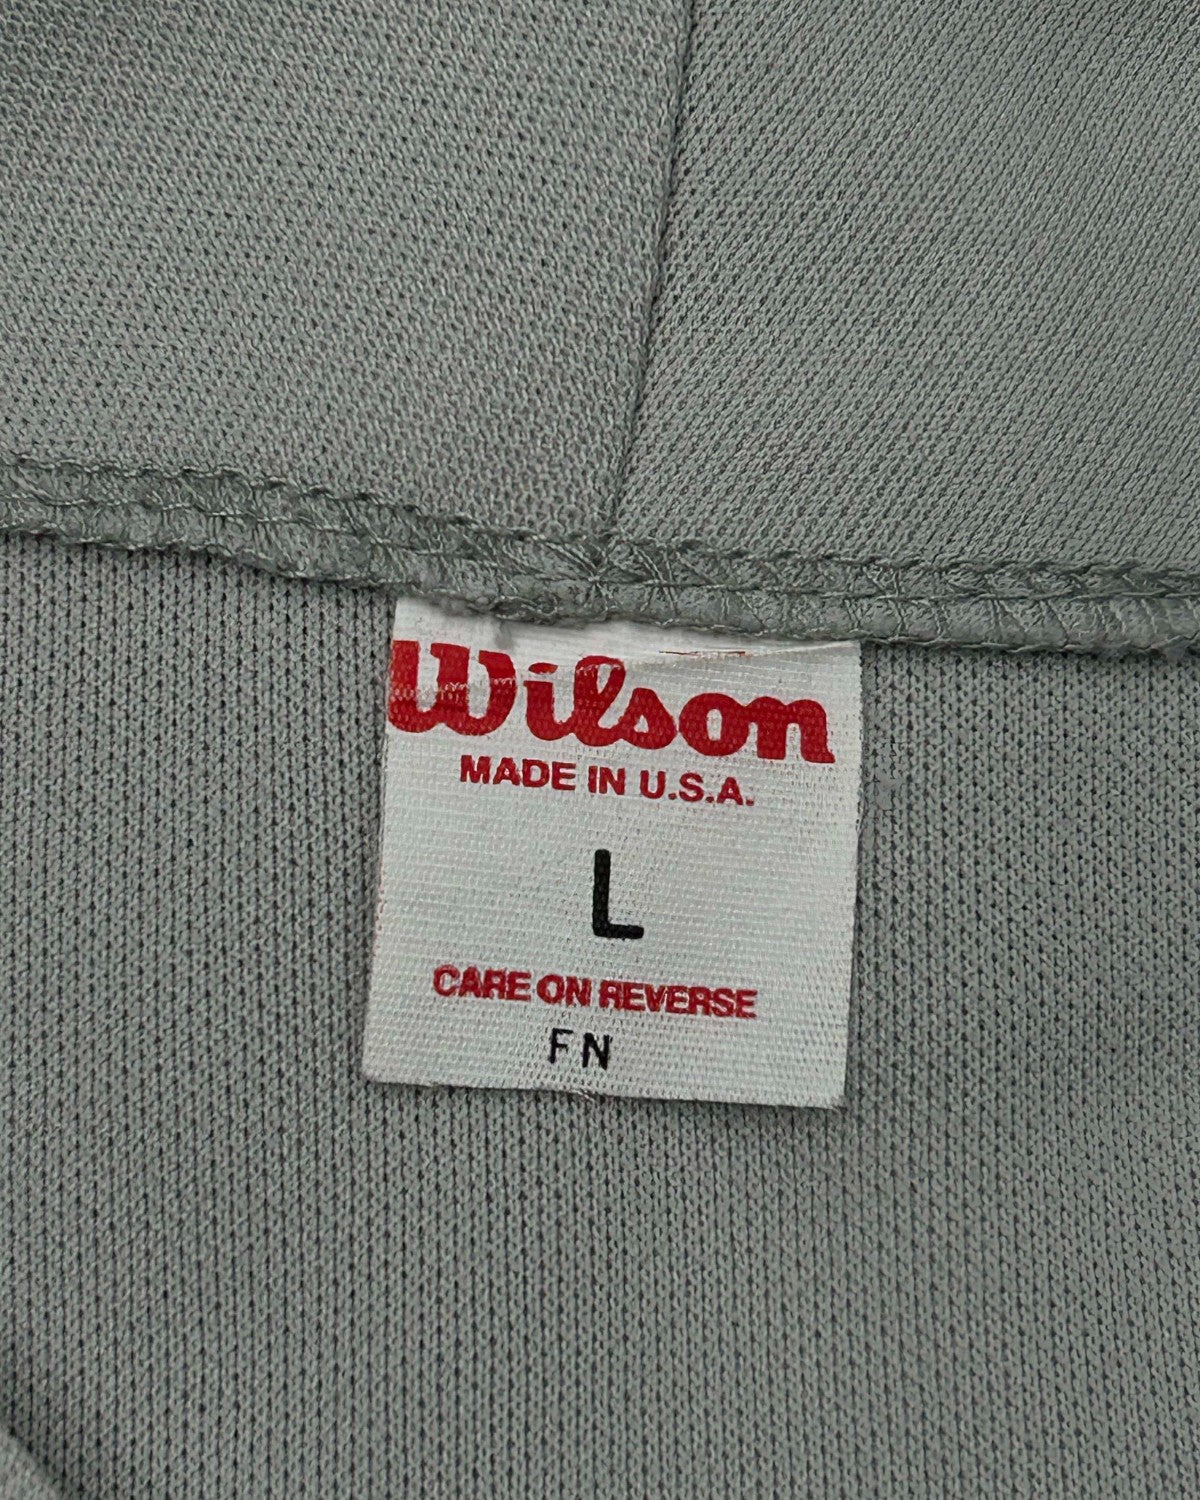 Wilson
MADE IN U.S.A.
L
CARE ON REVERSE
FN